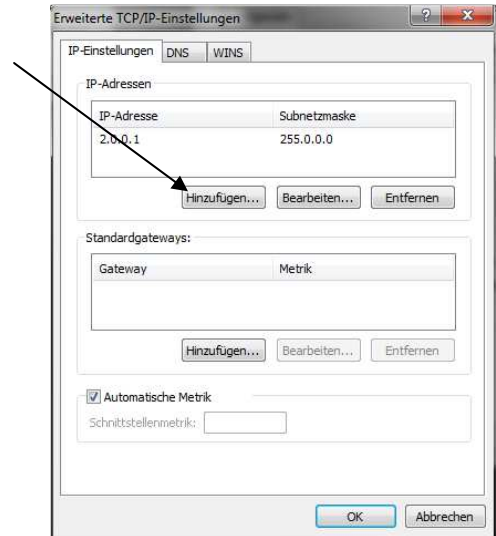 Erweiterte TCP/IP-Einstellungen
IP-Einstellungen DNS WINS
IP-Adressen
IP-Adresse Subnetzmaske
2.0.0.1 255.0.0.0
Hinzufügen... Bearbeiten... Entfernen
Standardgateways:
Gateway Metrik
Hinzufügen... Bearbeiten... Entfernen
Automatische Metrik
Schnittstellenmetrik:
OK Abbrechen